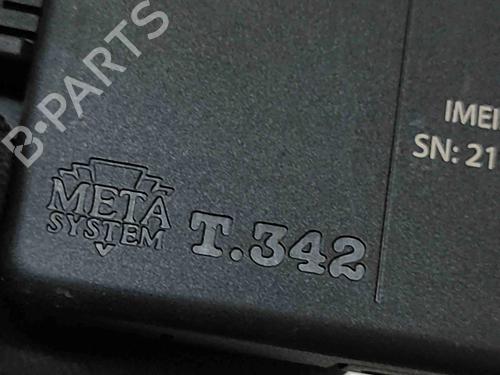 B-PARTS
IMEI
SN: 21
META
SYSTEM
T.342